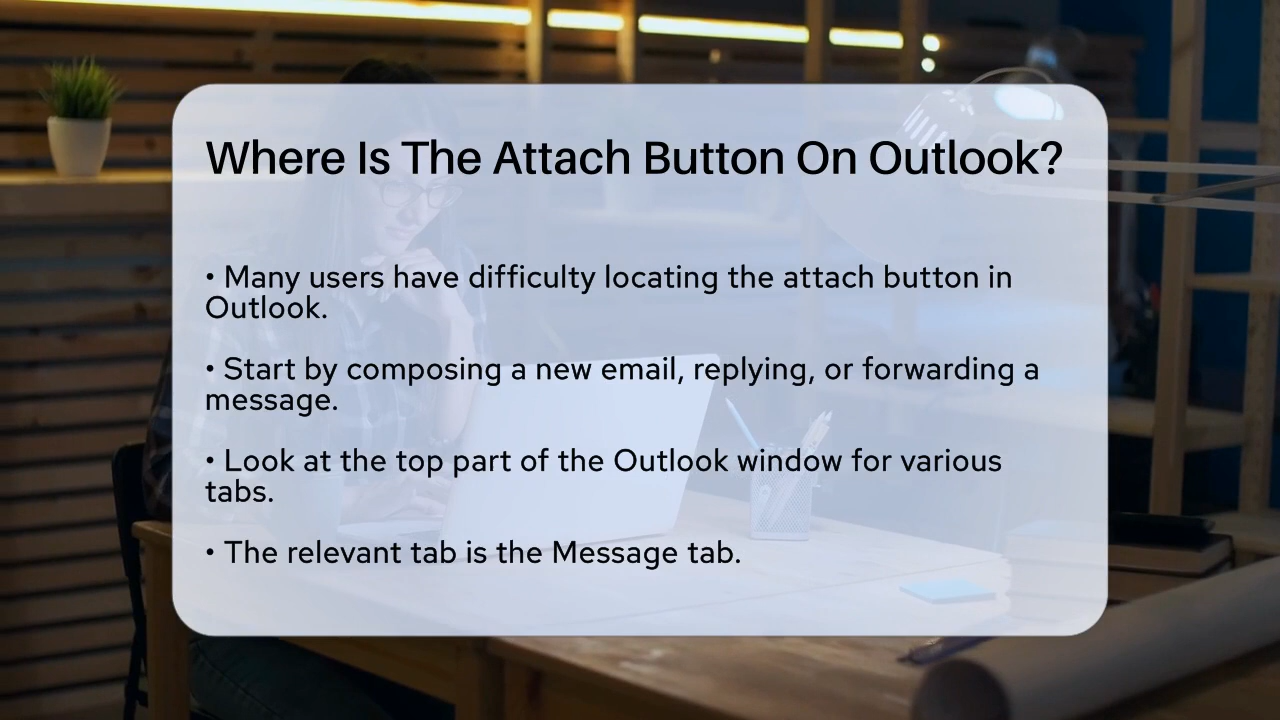 Where Is The Attach Button On Outlook?
• Many users have difficulty locating the attach button in
Outlook.
• Start by composing a new email, replying, or forwarding a
message.
• Look at the top part of the Outlook window for various
tabs.
• The relevant tab is the Message tab.